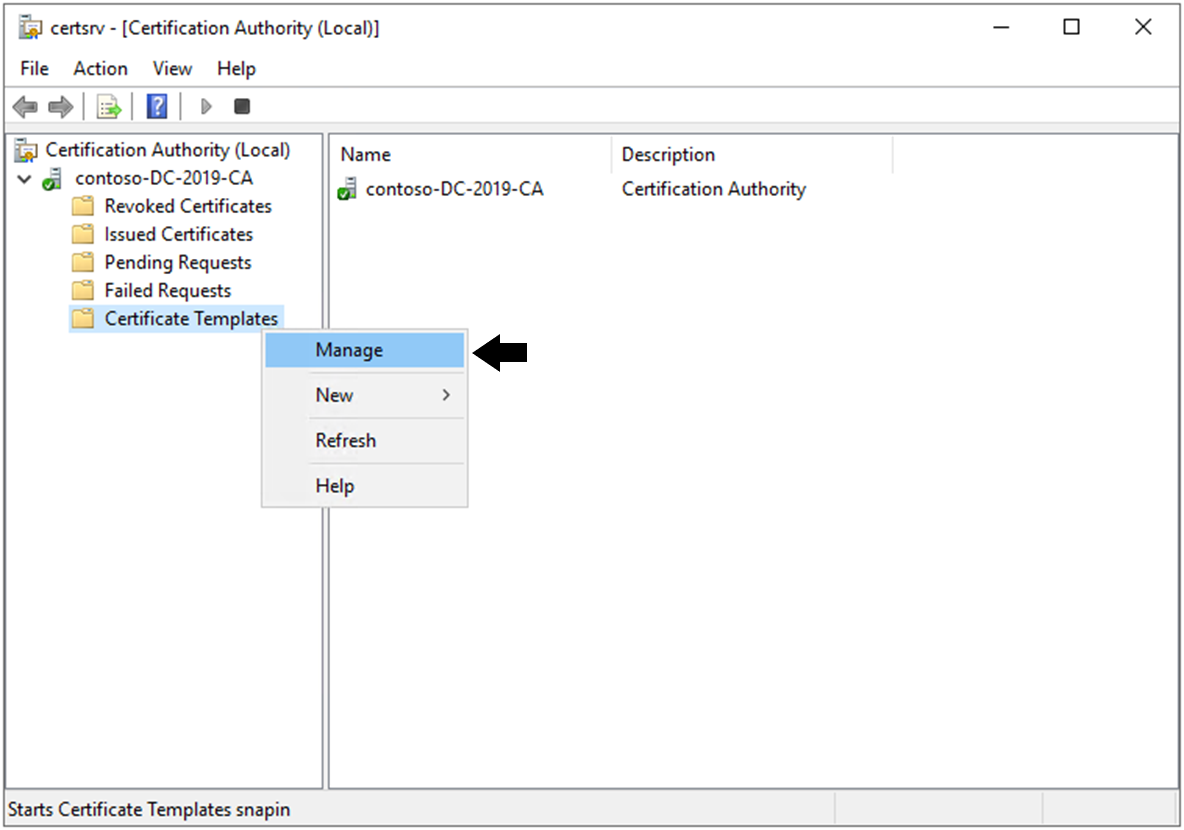 certsrv - [Certification Authority (Local)]
File Action View Help
Certification Authority (Local)
contoso-DC-2019-CA
Revoked Certificates
Issued Certificates
Pending Requests
Failed Requests
Certificate Templates
Name Description
contoso-DC-2019-CA Certification Authority
Manage
New
Refresh
Help
Starts Certificate Templates snapin